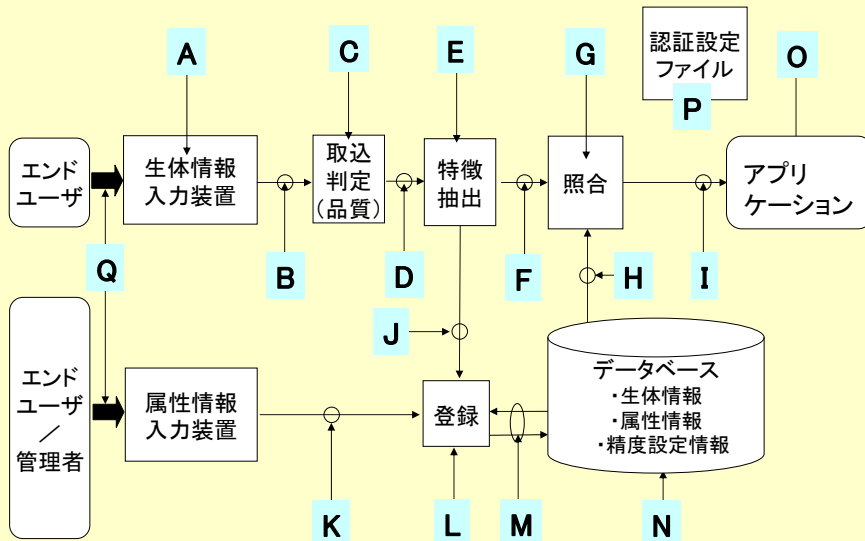 A
C
E
G
認証設定
ファイル
P
O
エンド
ユーザ
生体情報
入力装置
取込
判定
(品質)
特徴
抽出
照合
アプリ
ケーション
Q
B
D
F
H
I
J
エンド
ユーザ
／
管理者
属性情報
入力装置
登録
データベース
・生体情報
・属性情報
・精度設定情報
K
L
M
N